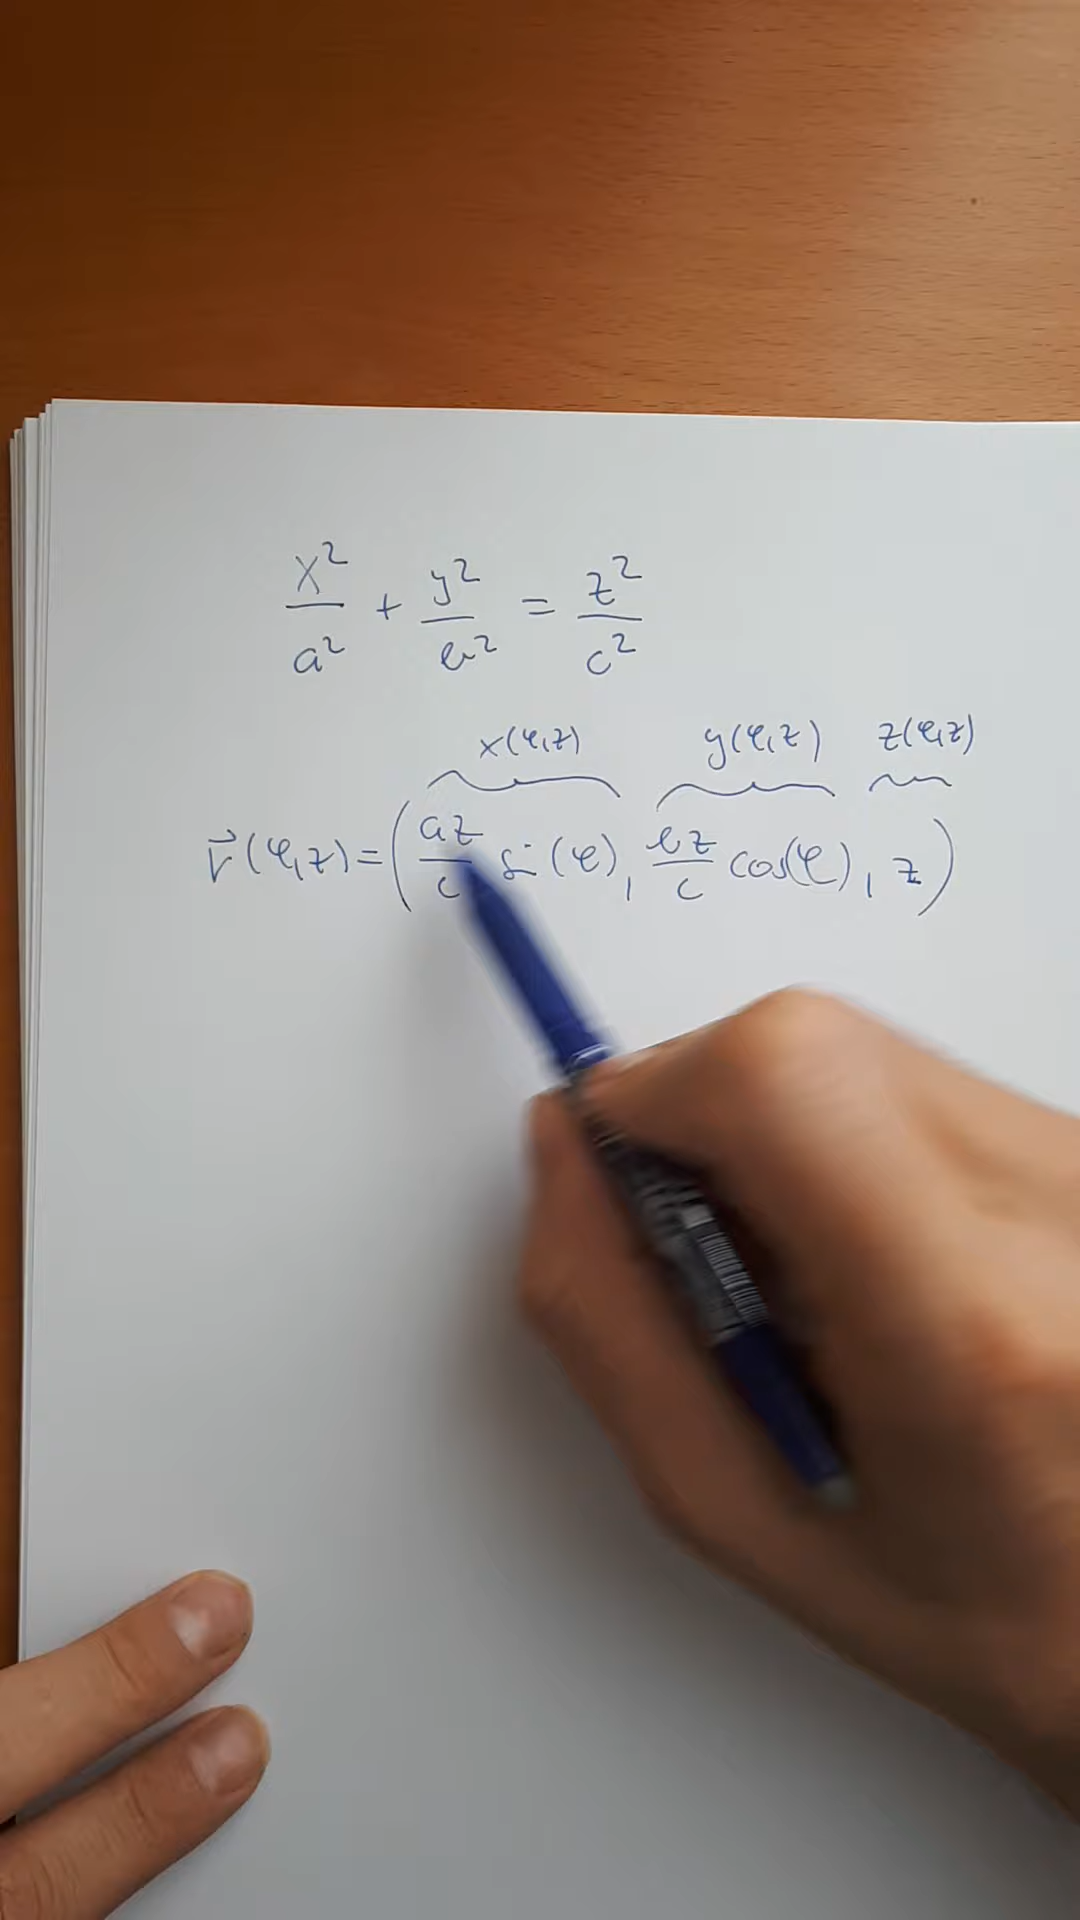 x²/a² + y²/b² = z²/c²
x(φ,z) y(φ,z) z(φ,z)
r⃗(φ,z)=(az/c sin(φ), bz/c cos(φ), z)